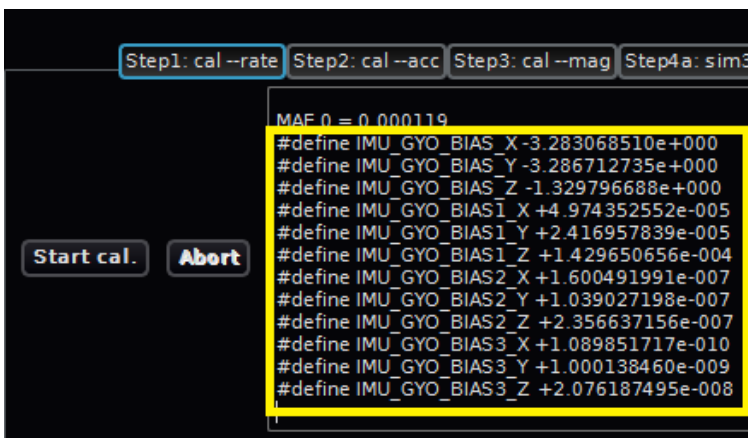 Step1: cal --rate Step2: cal --acc Step3: cal --mag Step4a: sim3
MAE 0 = 0.000119
#define IMU_GYO_BIAS_X -3.283068510e+000
#define IMU_GYO_BIAS_Y -3.286712735e+000
#define IMU_GYO_BIAS_Z -1.329796688e+000
#define IMU_GYO_BIAS1_X +4.974352552e-005
#define IMU_GYO_BIAS1_Y +2.416957839e-005
#define IMU_GYO_BIAS1_Z +1.429650656e-004
#define IMU_GYO_BIAS2_X +1.600491991e-007
#define IMU_GYO_BIAS2_Y +1.039027198e-007
#define IMU_GYO_BIAS2_Z +2.356637156e-007
#define IMU_GYO_BIAS3_X +1.089851717e-010
#define IMU_GYO_BIAS3_Y +1.000138460e-009
#define IMU_GYO_BIAS3_Z +2.076187495e-008
Start cal. Abort